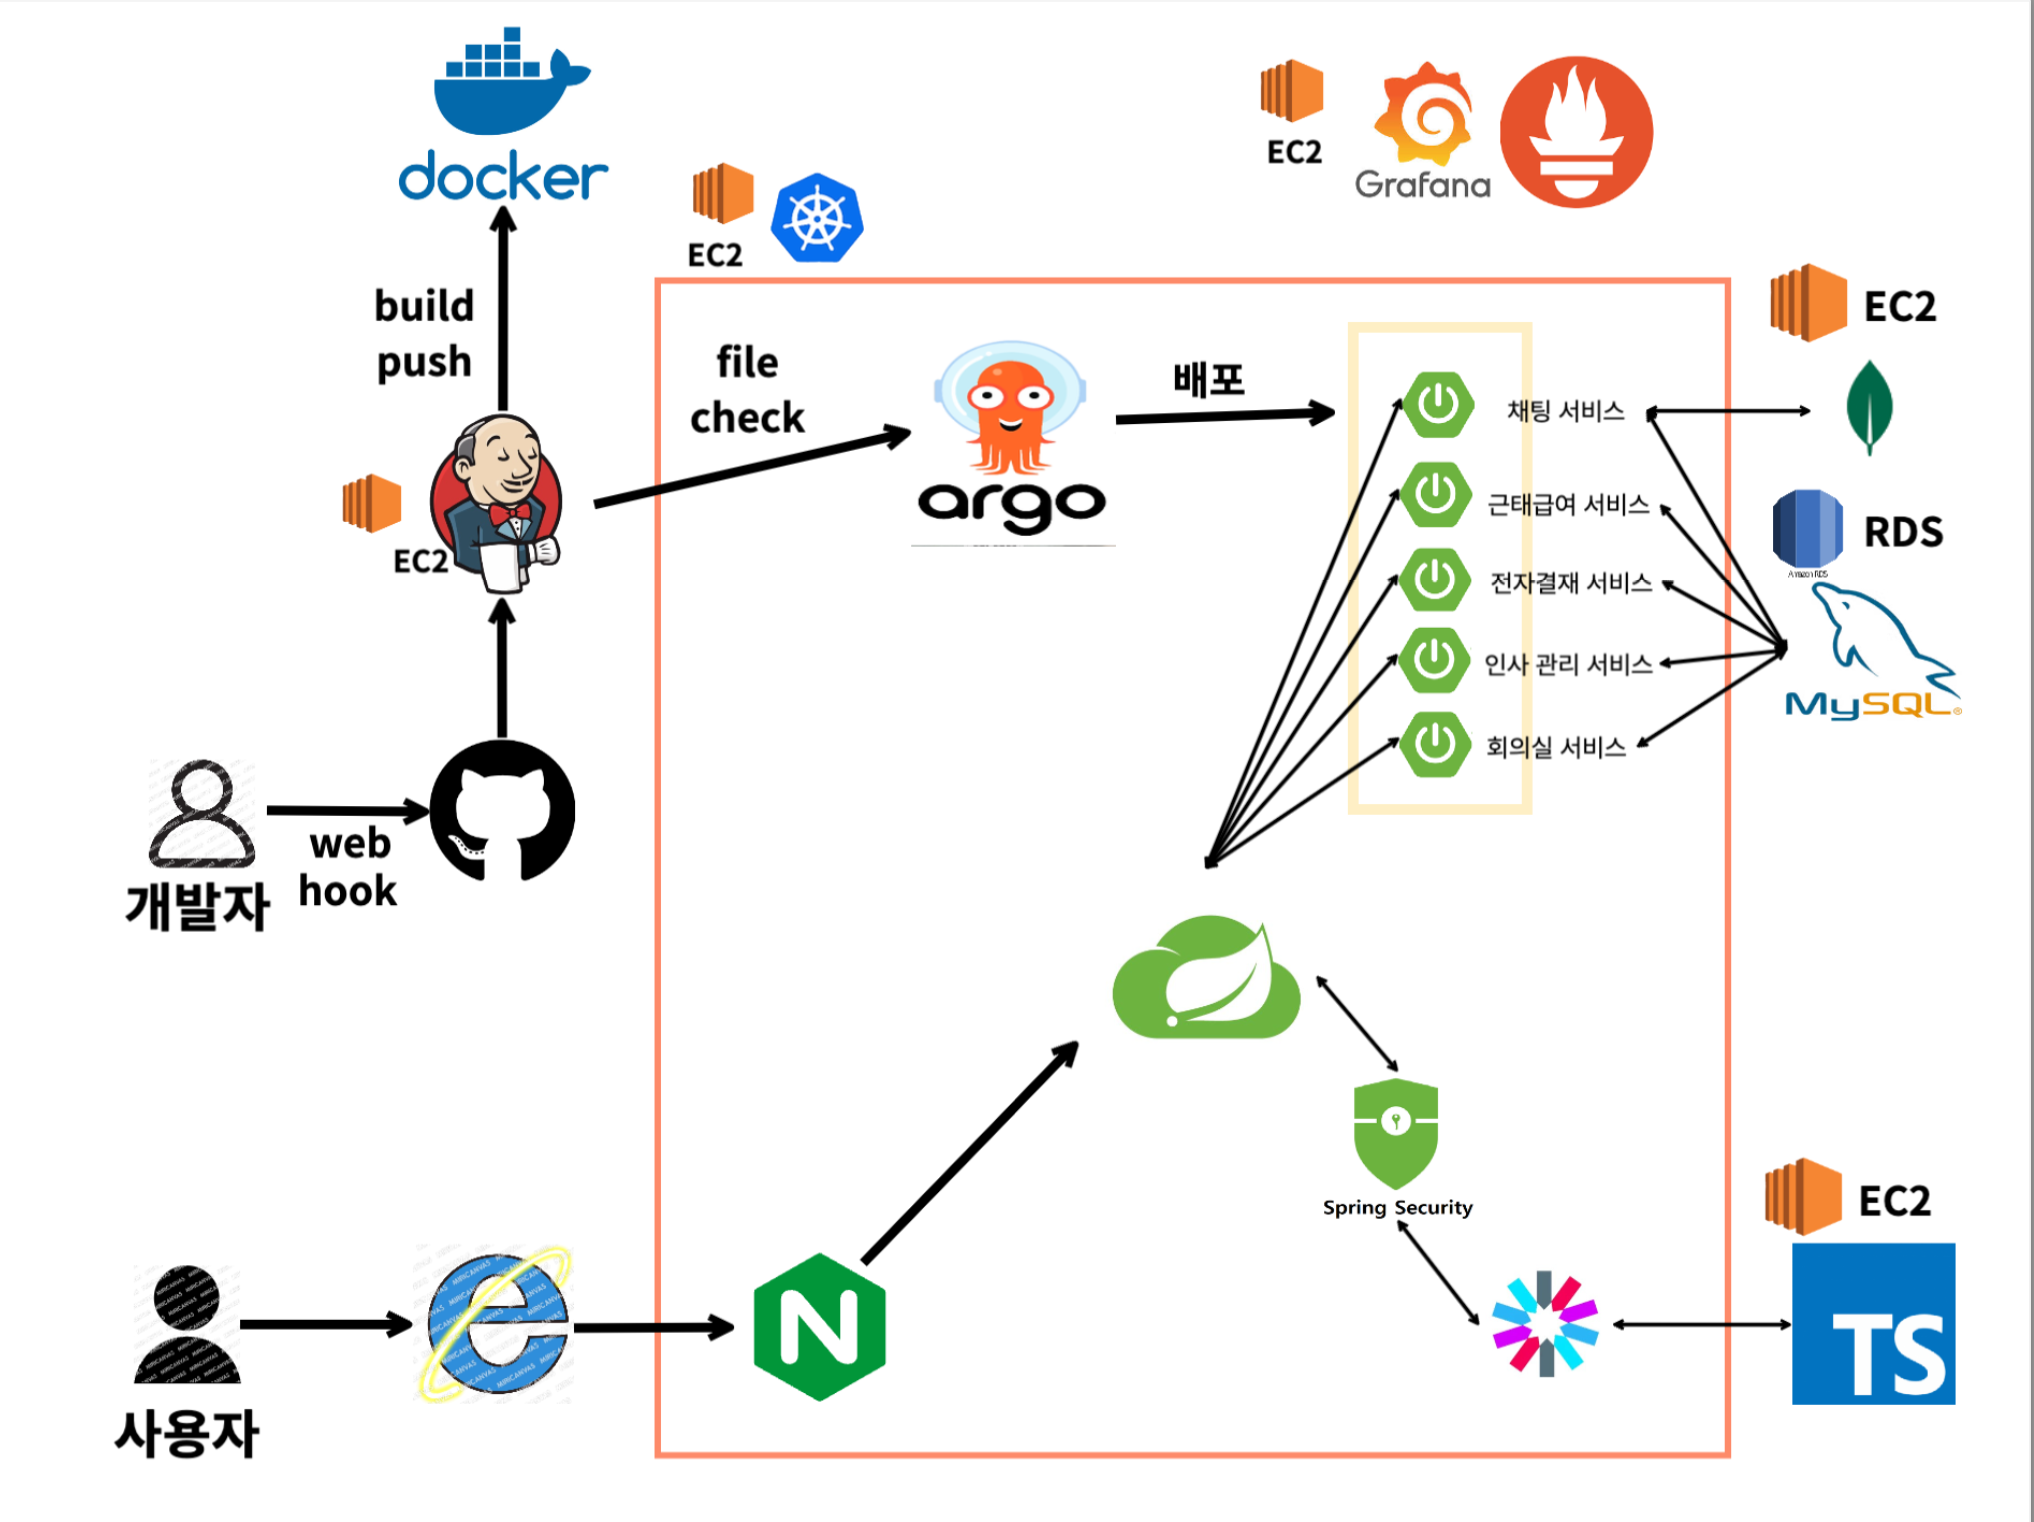 docker
EC2
EC2
Grafana
build
push
file
check
배포
EC2
채팅 서비스
근태급여 서비스
전자결재 서비스
인사 관리 서비스
회의실 서비스
RDS
Amazon RDS
MySQL®
EC2
argo
web
hook
개발자
Spring Security
EC2
TS
사용자